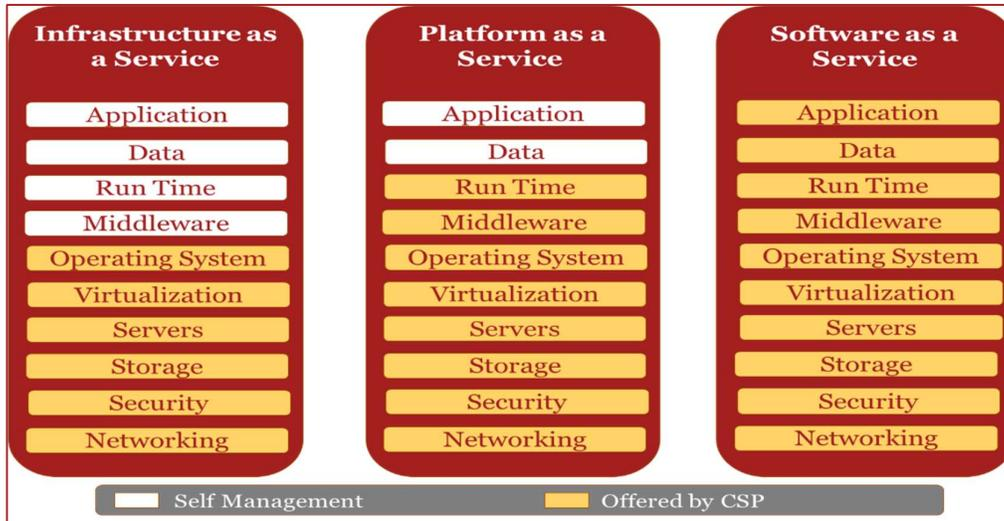 Infrastructure as
a Service
Application
Data
Run Time
Middleware
Operating System
Virtualization
Servers
Storage
Security
Networking
Platform as a
Service
Application
Data
Run Time
Middleware
Operating System
Virtualization
Servers
Storage
Security
Networking
Software as a
Service
Application
Data
Run Time
Middleware
Operating System
Virtualization
Servers
Storage
Security
Networking
Self Management
Offered by CSP